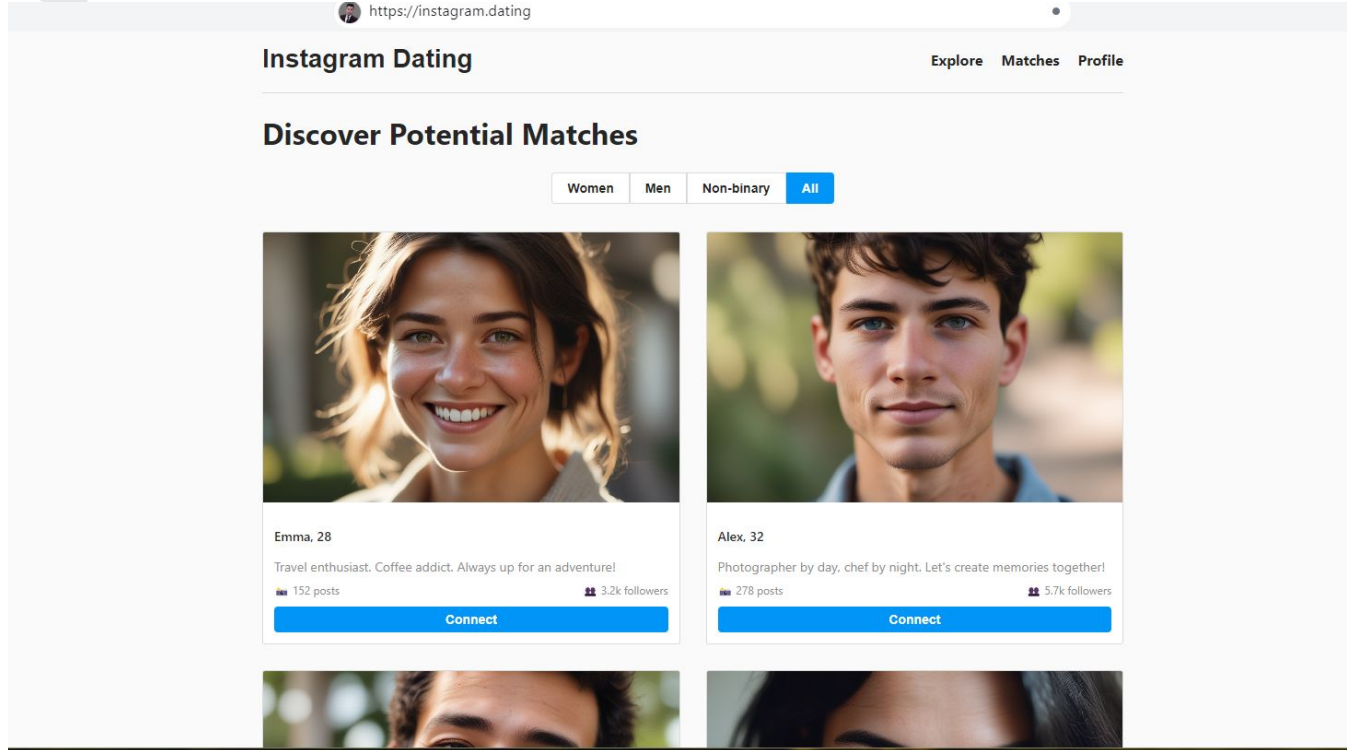 https://instagram.dating
Instagram Dating
Explore Matches Profile
Discover Potential Matches
Women Men Non-binary All
Emma, 28
Travel enthusiast. Coffee addict. Always up for an adventure!
152 posts 3.2k followers
Connect
Alex, 32
Photographer by day, chef by night. Let's create memories together!
278 posts 5.7k followers
Connect